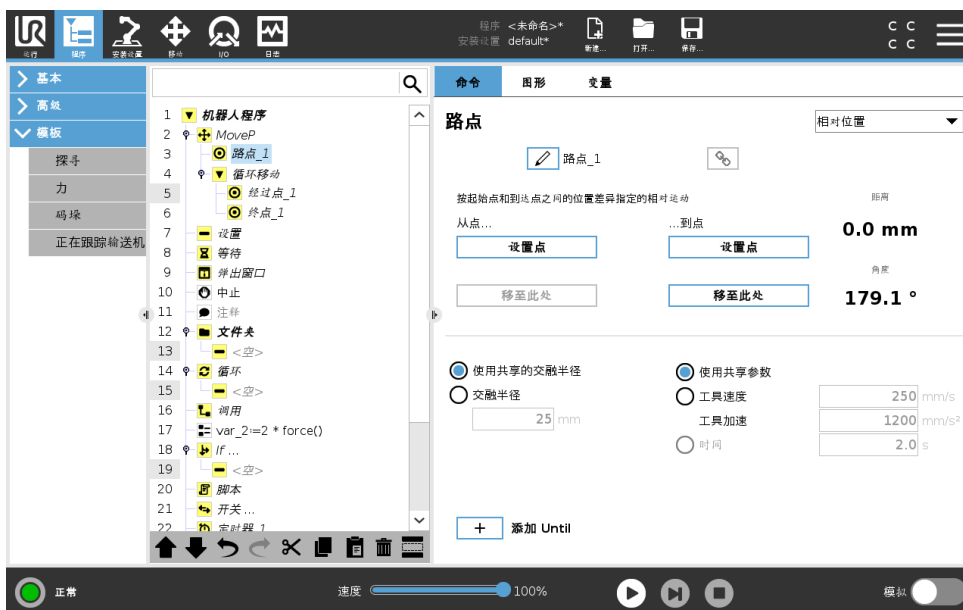 UR
运行
程序
安装设置
移动
I/O
日志
程序 <未命名>*
安装设置 default*
新建...
打开...
保存...
C C
C C
基本
高级
模板
探寻
力
码垛
正在跟踪输送机
1 机器人程序
2 MoveP
3 路点_1
4 循环移动
5 经过点_1
6 终点_1
7 设置
8 等待
9 弹出窗口
10 中止
11 注释
12 文件夹
13 <空>
14 循环
15 <空>
16 调用
17 var_2:=2 * force()
18 If ...
19 <空>
20 脚本
21 开关 ...
22 定时器_1
命令 图形 变量
路点
相对位置
路点_1
按起始点和到达点之间的位置差异指定的相对运动
从点... ...到点
设置点 设置点
移至此处 移至此处
距离
0.0 mm
角度
179.1 °
使用共享的交融半径
交融半径
25 mm
使用共享参数
工具速度 250 mm/s
工具加速 1200 mm/s²
时间 2.0 s
+ 添加 Until
正常
速度 100%
模拟